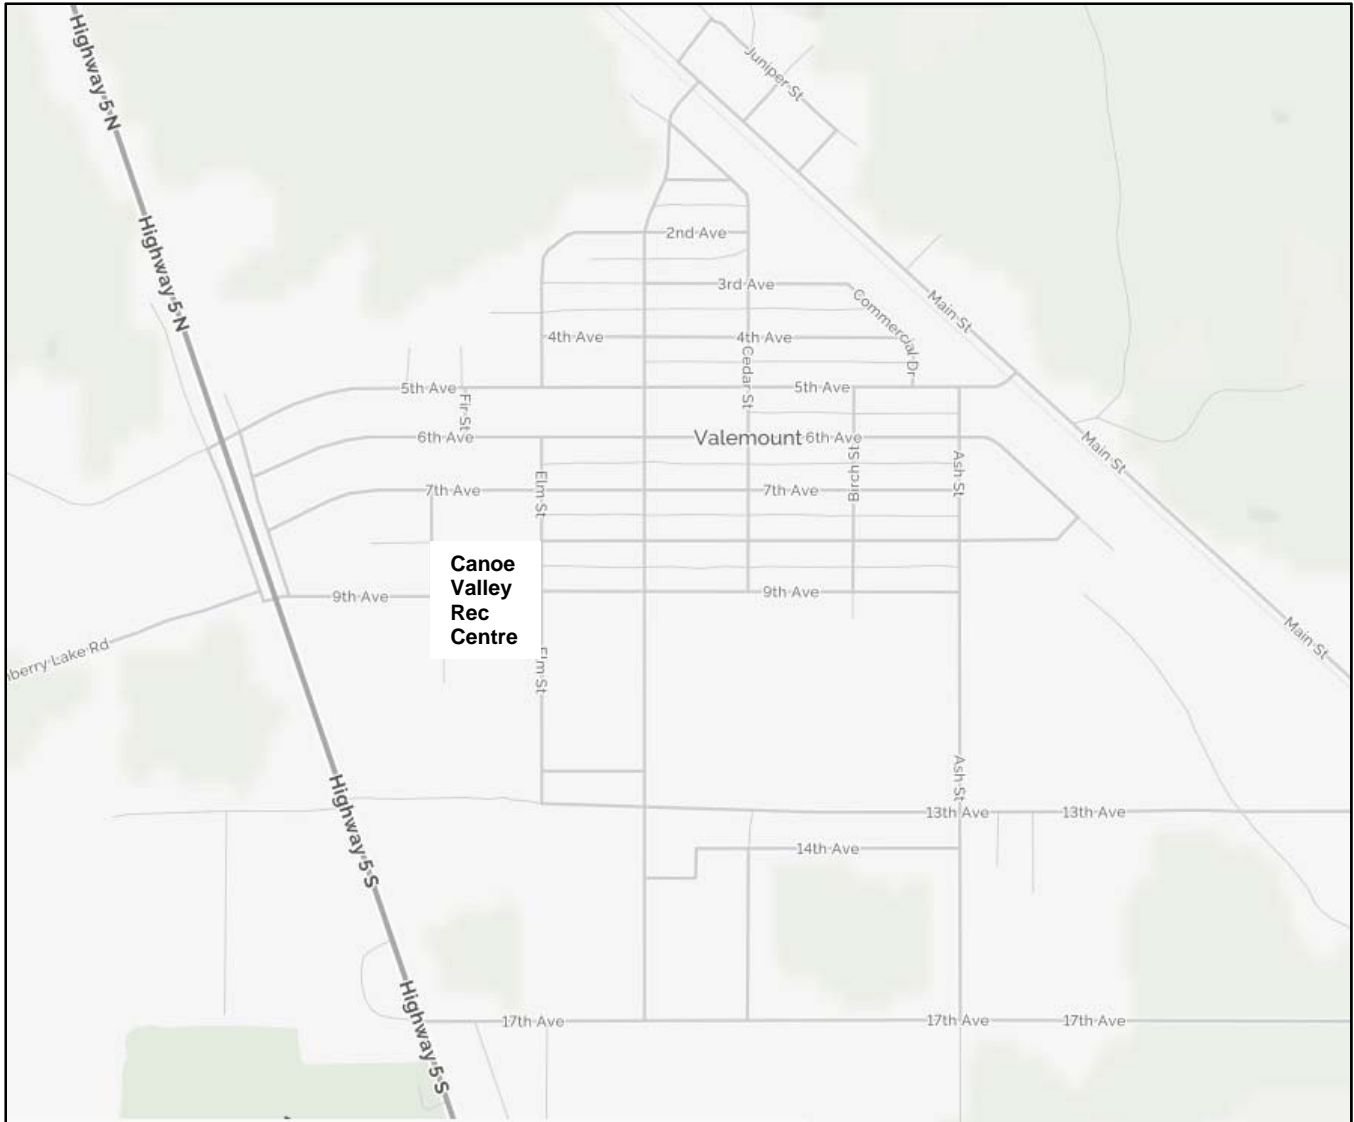 Highway 5 N
Juniper St
Highway 5 N
2nd Ave
3rd Ave
Commercial Dr
Main St
4th Ave
4th Ave
Cedar St
5th Ave
5th Ave
Fir St
6th Ave
Valemount
6th Ave
Birch St
Ash St
Main St
7th Ave
Elm St
7th Ave
Canoe
Valley
Rec
Centre
9th Ave
9th Ave
berry Lake Rd
Elm St
Main St
Highway 5 S
Ash St
13th Ave
13th Ave
14th Ave
Highway 5 S
17th Ave
17th Ave
17th Ave